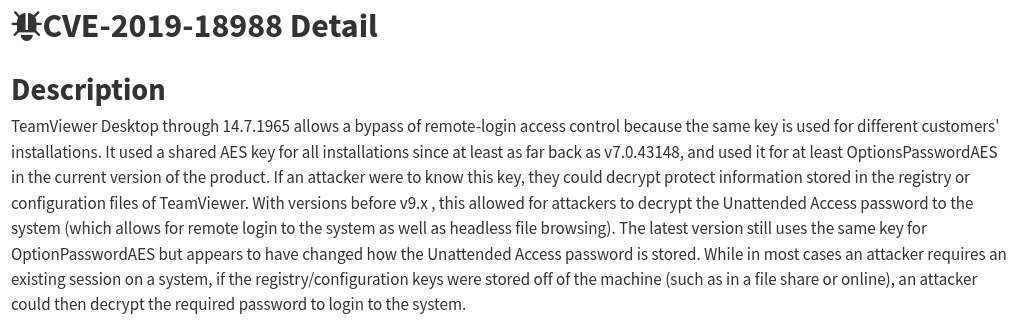 CVE-2019-18988 Detail
Description
TeamViewer Desktop through 14.7.1965 allows a bypass of remote-login access control because the same key is used for different customers'
installations. It used a shared AES key for all installations since at least as far back as v7.0.43148, and used it for at least OptionsPasswordAES
in the current version of the product. If an attacker were to know this key, they could decrypt protect information stored in the registry or
configuration files of TeamViewer. With versions before v9.x , this allowed for attackers to decrypt the Unattended Access password to the
system (which allows for remote login to the system as well as headless file browsing). The latest version still uses the same key for
OptionPasswordAES but appears to have changed how the Unattended Access password is stored. While in most cases an attacker requires an
existing session on a system, if the registry/configuration keys were stored off of the machine (such as in a file share or online), an attacker
could then decrypt the required password to login to the system.